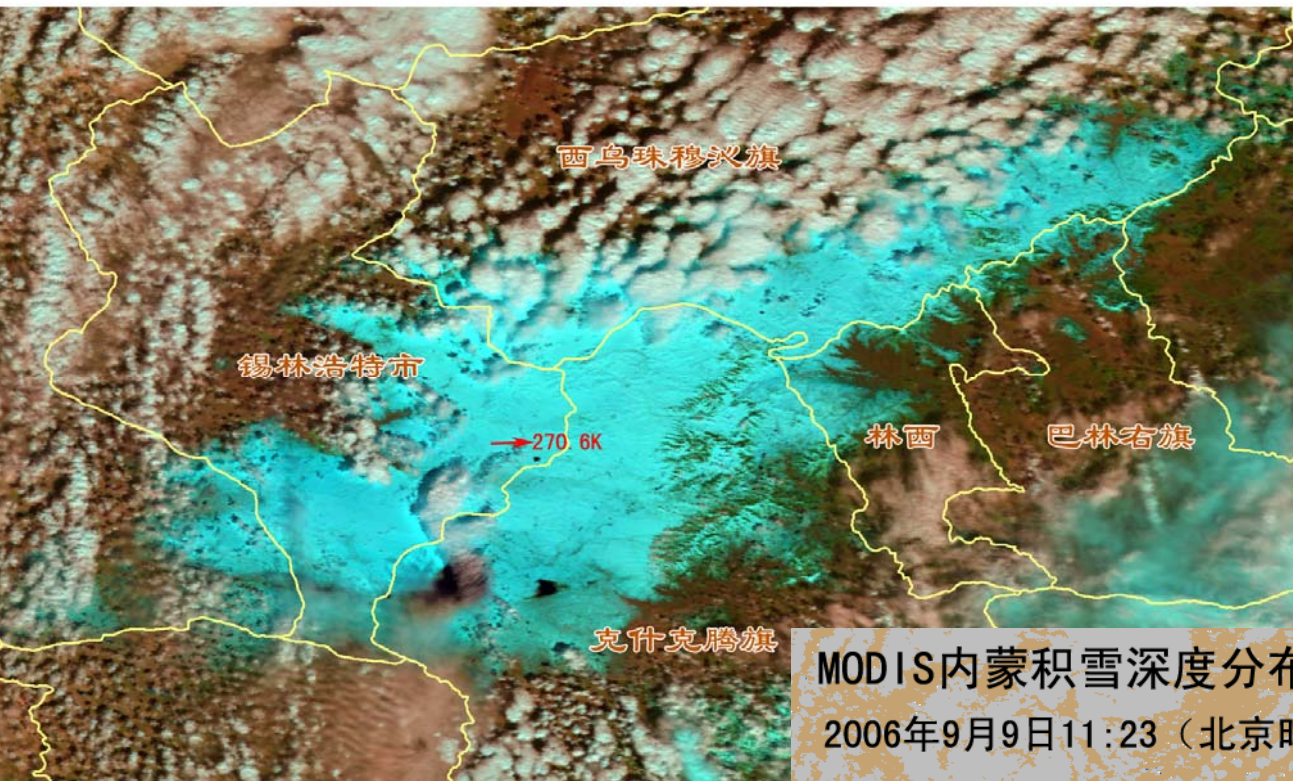 西乌珠穆沁旗
锡林浩特市
270.6K
林西
巴林右旗
克什克腾旗
MODIS内蒙积雪深度分布
2006年9月9日11:23（北京时